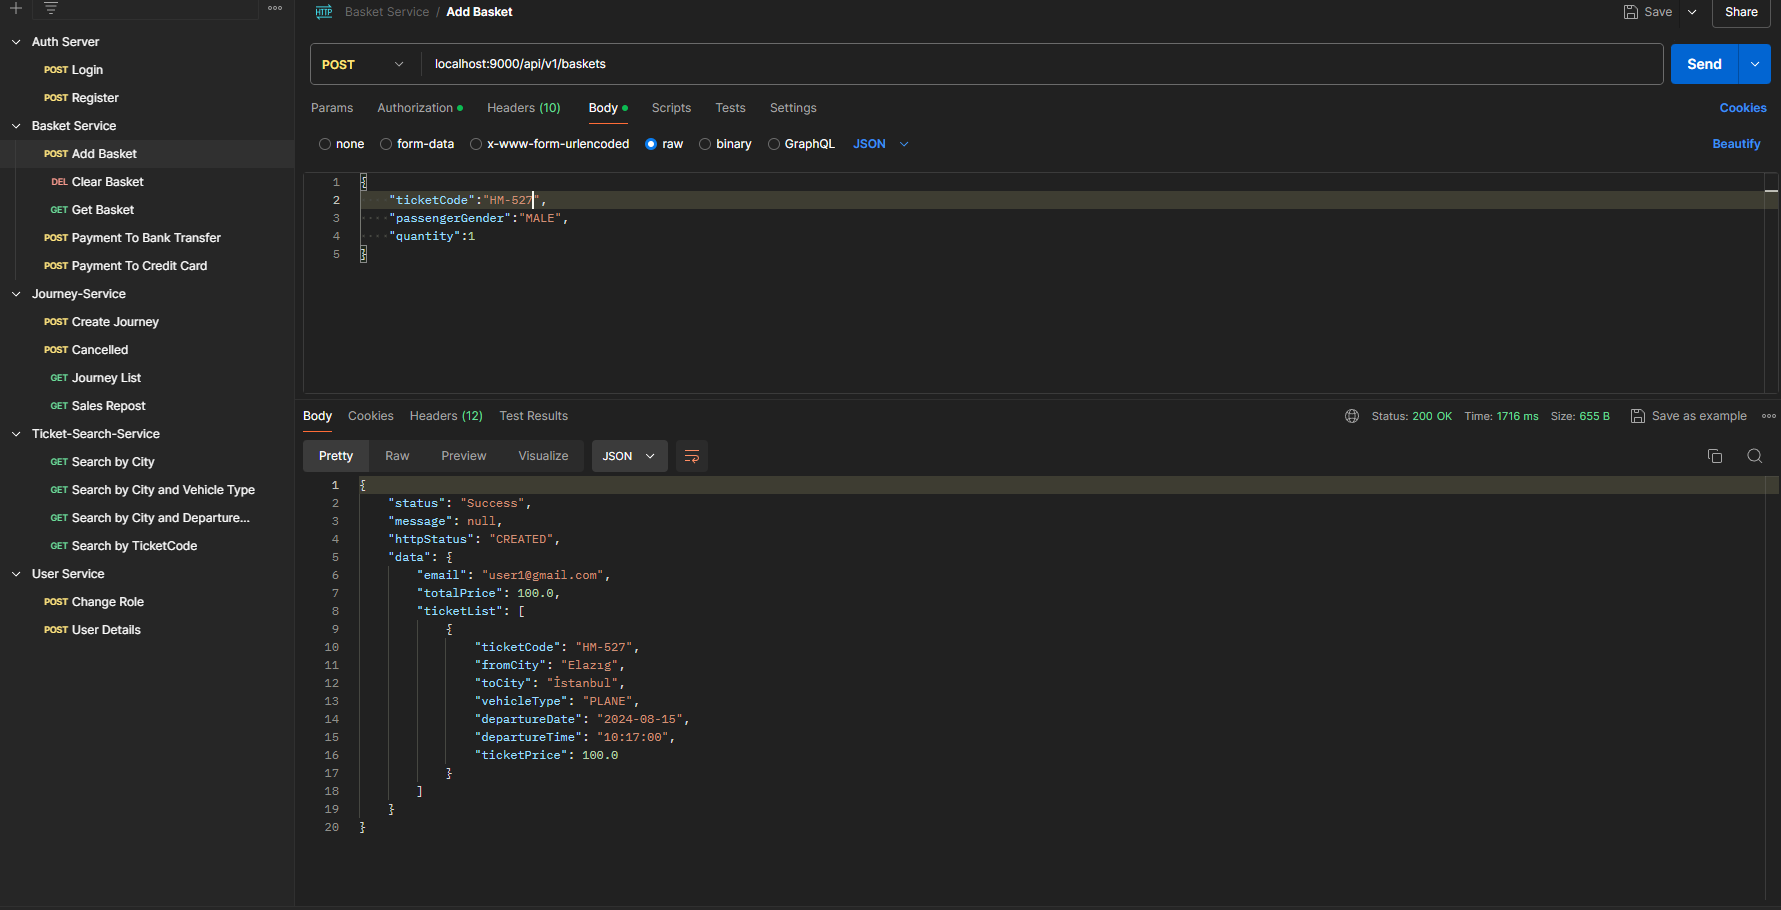 Basket Service / Add Basket
Save
Share
Auth Server
POST Login
POST Register
Basket Service
POST Add Basket
DEL Clear Basket
GET Get Basket
POST Payment To Bank Transfer
POST Payment To Credit Card
Journey-Service
POST Create Journey
POST Cancelled
GET Journey List
GET Sales Repost
Ticket-Search-Service
GET Search by City
GET Search by City and Vehicle Type
GET Search by City and Departure...
GET Search by TicketCode
User Service
POST Change Role
POST User Details
POST localhost:9000/api/v1/baskets Send
Params Authorization Headers (10) Body Scripts Tests Settings Cookies
none form-data x-www-form-urlencoded raw binary GraphQL JSON Beautify
1 {
2 "ticketCode":"HM-527",
3 "passengerGender":"MALE",
4 "quantity":1
5 }
Body Cookies Headers (12) Test Results Status: 200 OK Time: 1716 ms Size: 655 B Save as example
Pretty Raw Preview Visualize JSON
1 {
2 "status": "Success",
3 "message": null,
4 "httpStatus": "CREATED",
5 "data": {
6 "email": "user1@gmail.com",
7 "totalPrice": 100.0,
8 "ticketList": [
9 {
10 "ticketCode": "HM-527",
11 "fromCity": "Elazıg",
12 "toCity": "İstanbul",
13 "vehicleType": "PLANE",
14 "departureDate": "2024-08-15",
15 "departureTime": "10:17:00",
16 "ticketPrice": 100.0
17 }
18 ]
19 }
20 }